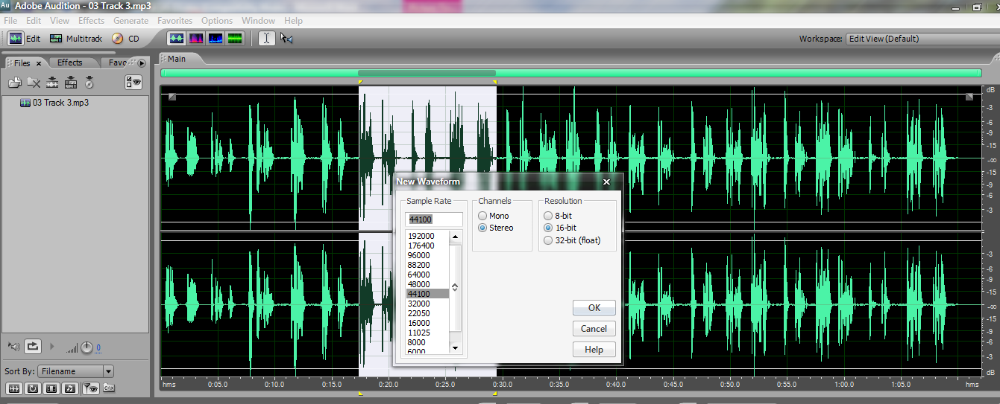 Au Adobe Audition - 03 Track 3.mp3
File Edit View Effects Generate Favorites Options Window Help
Edit Multitrack CD
Workspace: Edit View (Default)
Files × Effects Favo
Main
03 Track 3.mp3
dB
-3
-6
-9
-15
-∞
-15
-9
-6
-3
New Waveform
Sample Rate
44100
192000
176400
96000
88200
64000
48000
44100
32000
22050
16000
11025
8000
6000
Channels
Mono
Stereo
Resolution
8-bit
16-bit
32-bit (float)
OK
Cancel
Help
-3
-6
-9
-15
-∞
-15
-9
-6
-3
dB
0
Sort By: Filename
hms 0:05.0 0:10.0 0:15.0 0:20.0 0:25.0 0:30.0 0:35.0 0:40.0 0:45.0 0:50.0 0:55.0 1:00.0 1:05.0 hms